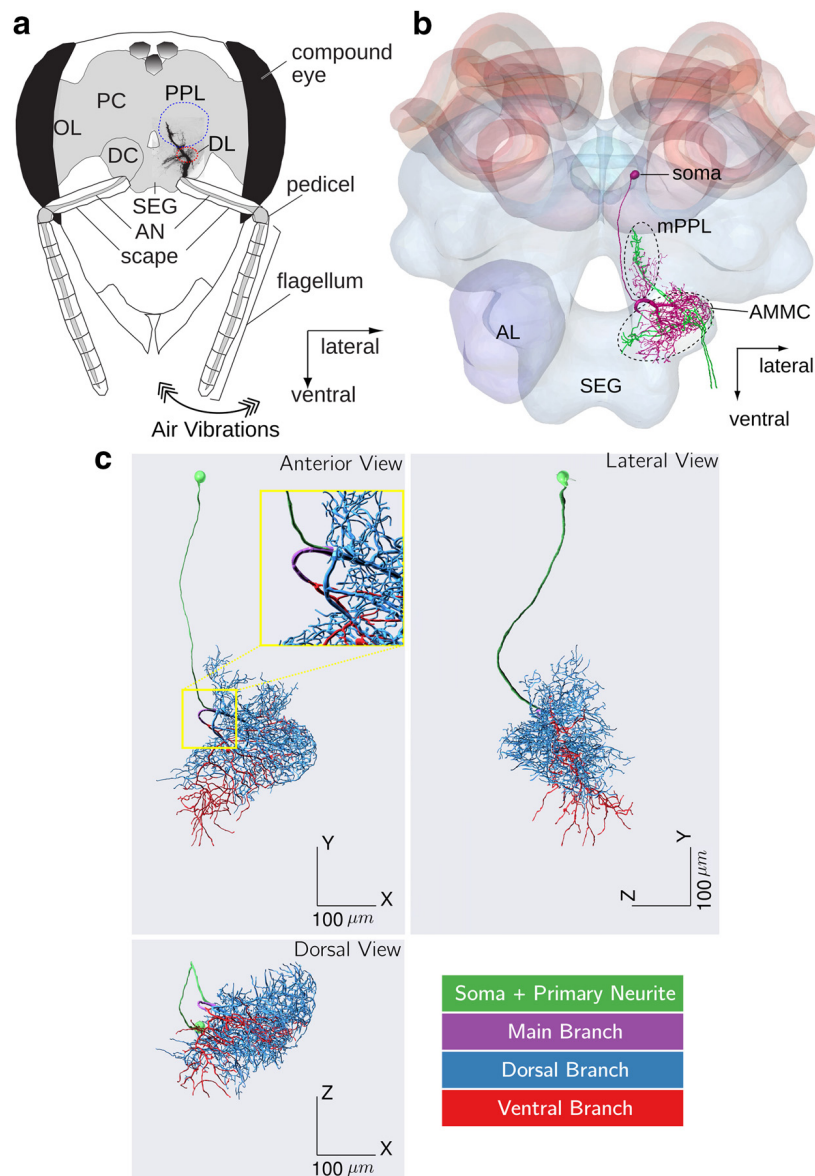 a
compound
eye
PC
PPL
OL
DL
DC
pedicel
SEG
AN
scape
flagellum
lateral
ventral
Air Vibrations
b
soma
mPPL
AMMC
AL
SEG
lateral
ventral
c
Anterior View
Y
X
100 μm
Lateral View
Y
Z
100 μm
Dorsal View
Z
X
100 μm
Soma + Primary Neurite
Main Branch
Dorsal Branch
Ventral Branch